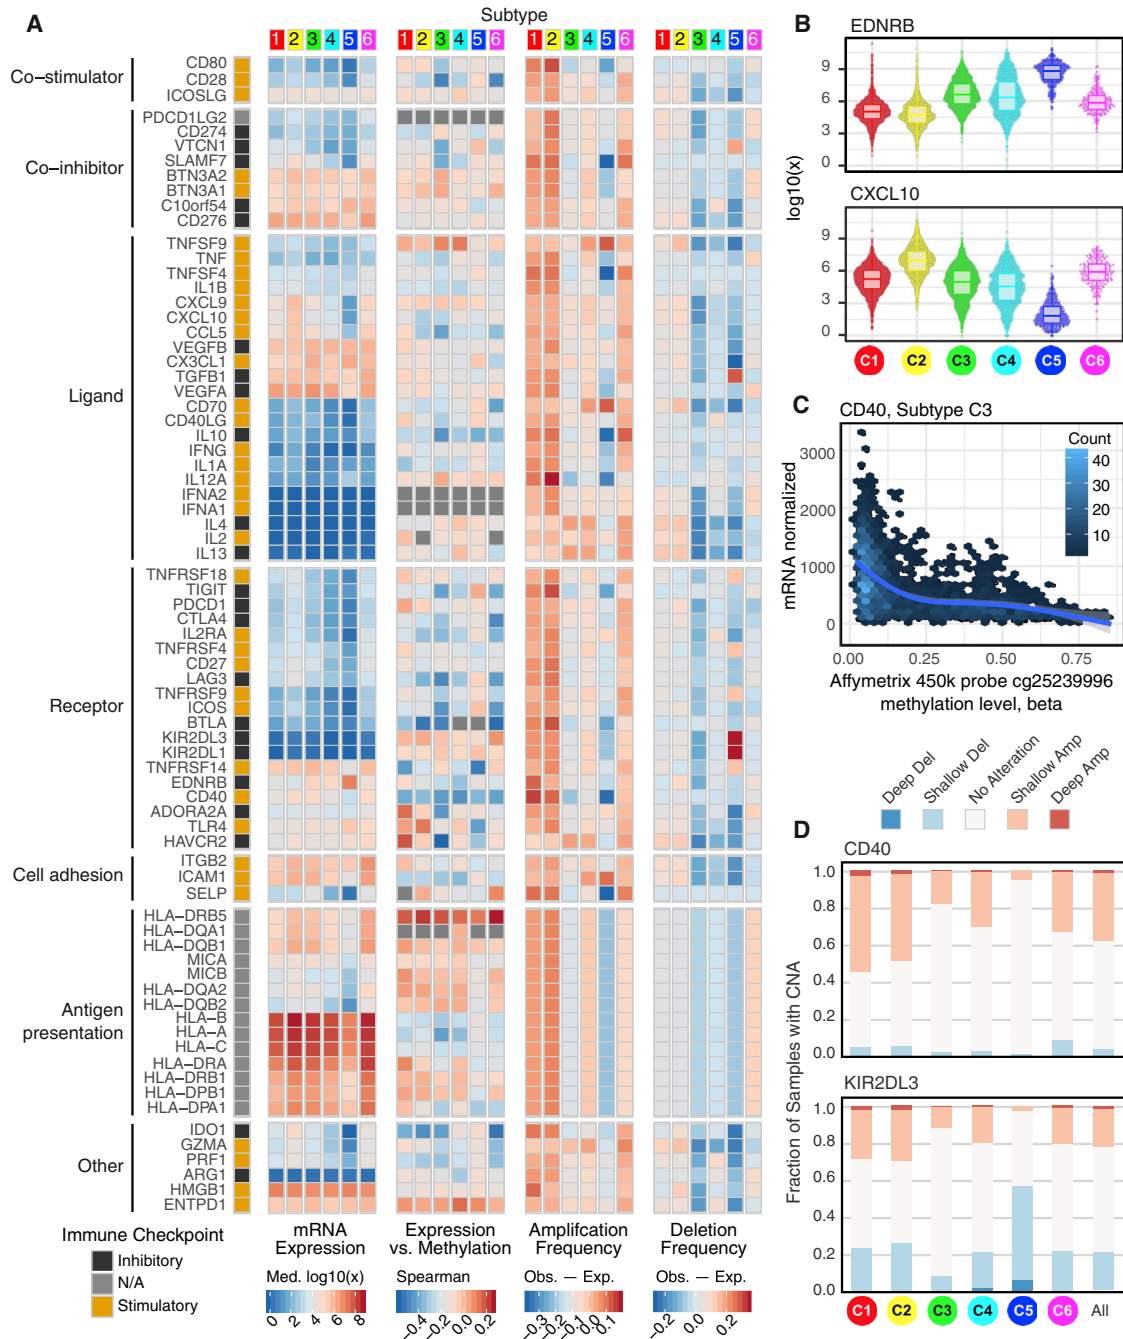 A
Subtype
1 2 3 4 5 6 1 2 3 4 5 6 1 2 3 4 5 6 1 2 3 4 5 6
Co-stimulator
CD80
CD28
ICOSLG
Co-inhibitor
PDCD1LG2
CD274
VTCN1
SLAMF7
BTN3A2
BTN3A1
C10orf54
CD276
Ligand
TNFSF9
TNF
TNFSF4
IL1B
CXCL9
CXCL10
CCL5
VEGFB
CX3CL1
TGFB1
VEGFA
CD70
CD40LG
IL10
IFNG
IL1A
IL12A
IFNA2
IFNA1
IL4
IL2
IL13
Receptor
TNFRSF18
TIGIT
PDCD1
CTLA4
IL2RA
TNFRSF4
CD27
LAG3
TNFRSF9
ICOS
BTLA
KIR2DL3
KIR2DL1
TNFRSF14
EDNRB
CD40
ADORA2A
TLR4
HAVCR2
Cell adhesion
ITGB2
ICAM1
SELP
Antigen
presentation
HLA-DRB5
HLA-DQA1
HLA-DQB1
MICA
MICB
HLA-DQA2
HLA-DQB2
HLA-B
HLA-A
HLA-C
HLA-DRA
HLA-DRB1
HLA-DPB1
HLA-DPA1
Other
IDO1
GZMA
PRF1
ARG1
HMGB1
ENTPD1
Immune Checkpoint
Inhibitory
N/A
Stimulatory
mRNA
Expression
Med. log10(x)
0 2 4 6 8
Expression
vs. Methylation
Spearman
-0.4 -0.2 0.0 0.2
Amplifcation
Frequency
Obs. - Exp.
-0.3 -0.2 -0.1 0.0 0.1
Deletion
Frequency
Obs. - Exp.
-0.2 0.0 0.2
B
EDNRB
9
6
3
0
log10(x)
CXCL10
9
6
3
0
C1 C2 C3 C4 C5 C6
C
CD40, Subtype C3
mRNA normalized
3000
2000
1000
0
Count
40
30
20
10
0.00 0.25 0.50 0.75
Affymetrix 450k probe cg25239996
methylation level, beta
Deep Del
Shallow Del
No Alteration
Shallow Amp
Deep Amp
D
CD40
1.0
0.8
0.6
0.4
0.2
0.0
Fraction of Samples with CNA
KIR2DL3
1.0
0.8
0.6
0.4
0.2
0.0
C1 C2 C3 C4 C5 C6 All